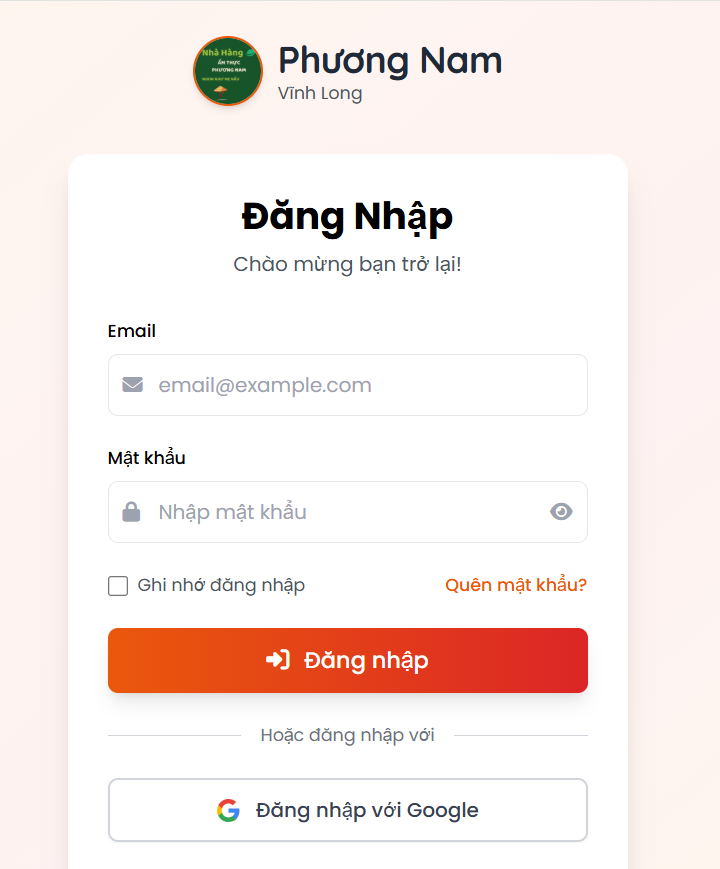 Nhà Hàng
ẨM THỰC
PHƯƠNG NAM
Phương Nam
Vĩnh Long
Đăng Nhập
Chào mừng bạn trở lại!
Email
email@example.com
Mật khẩu
Nhập mật khẩu
Ghi nhớ đăng nhập
Quên mật khẩu?
Đăng nhập
Hoặc đăng nhập với
Đăng nhập với Google